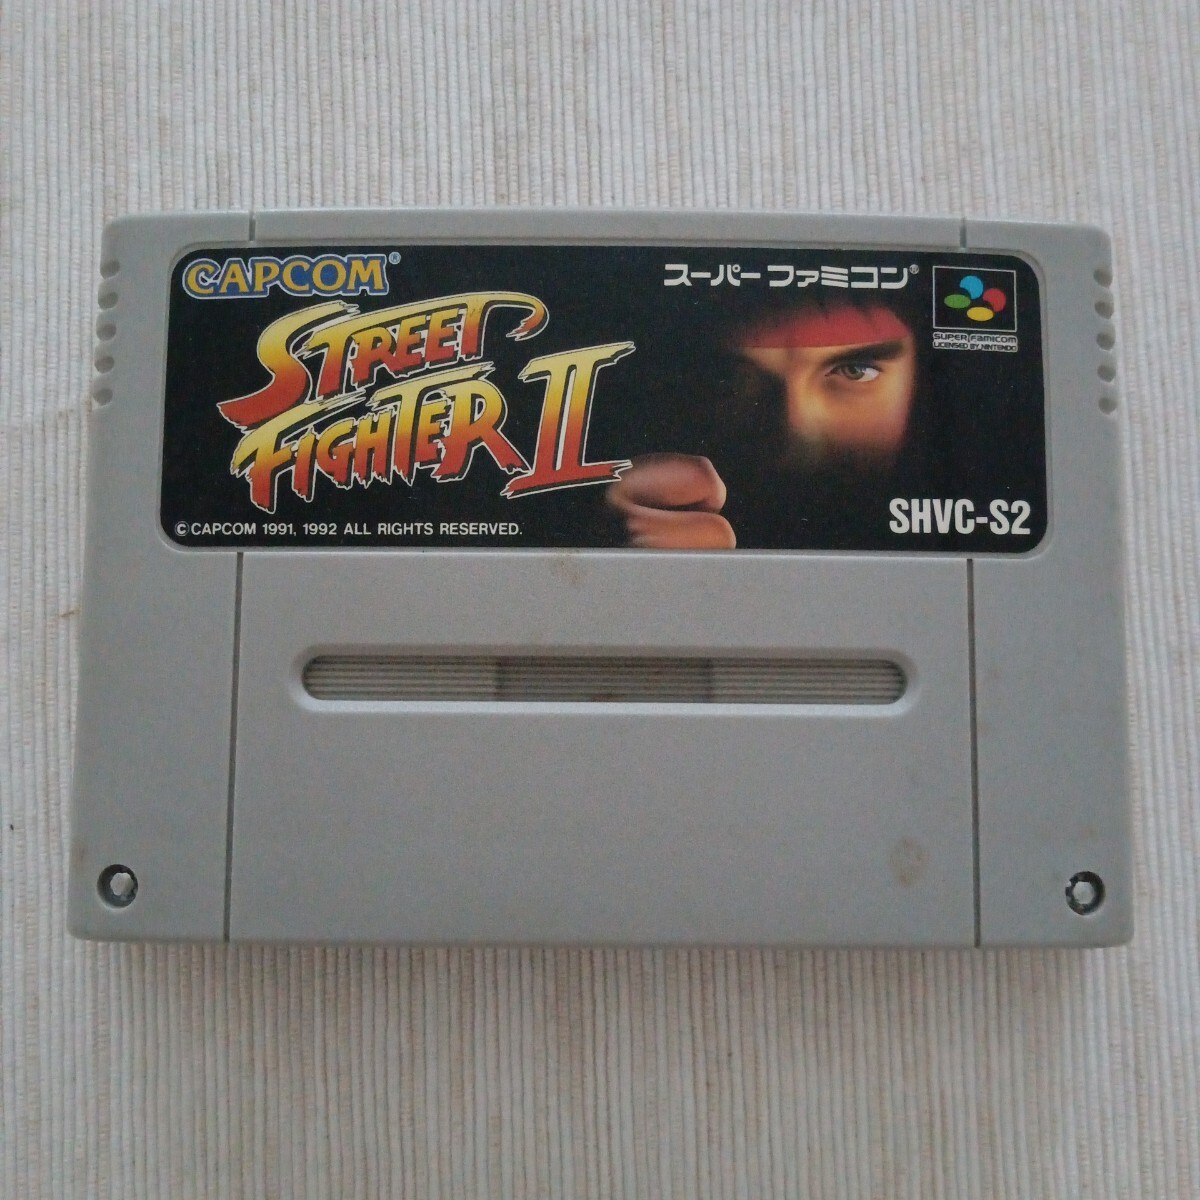 CAPCOM®
スーパーファミコン®
STREET
FIGHTER II
SUPER FAMICOM
LICENSED BY NINTENDO
©CAPCOM 1991, 1992 ALL RIGHTS RESERVED.
SHVC-S2